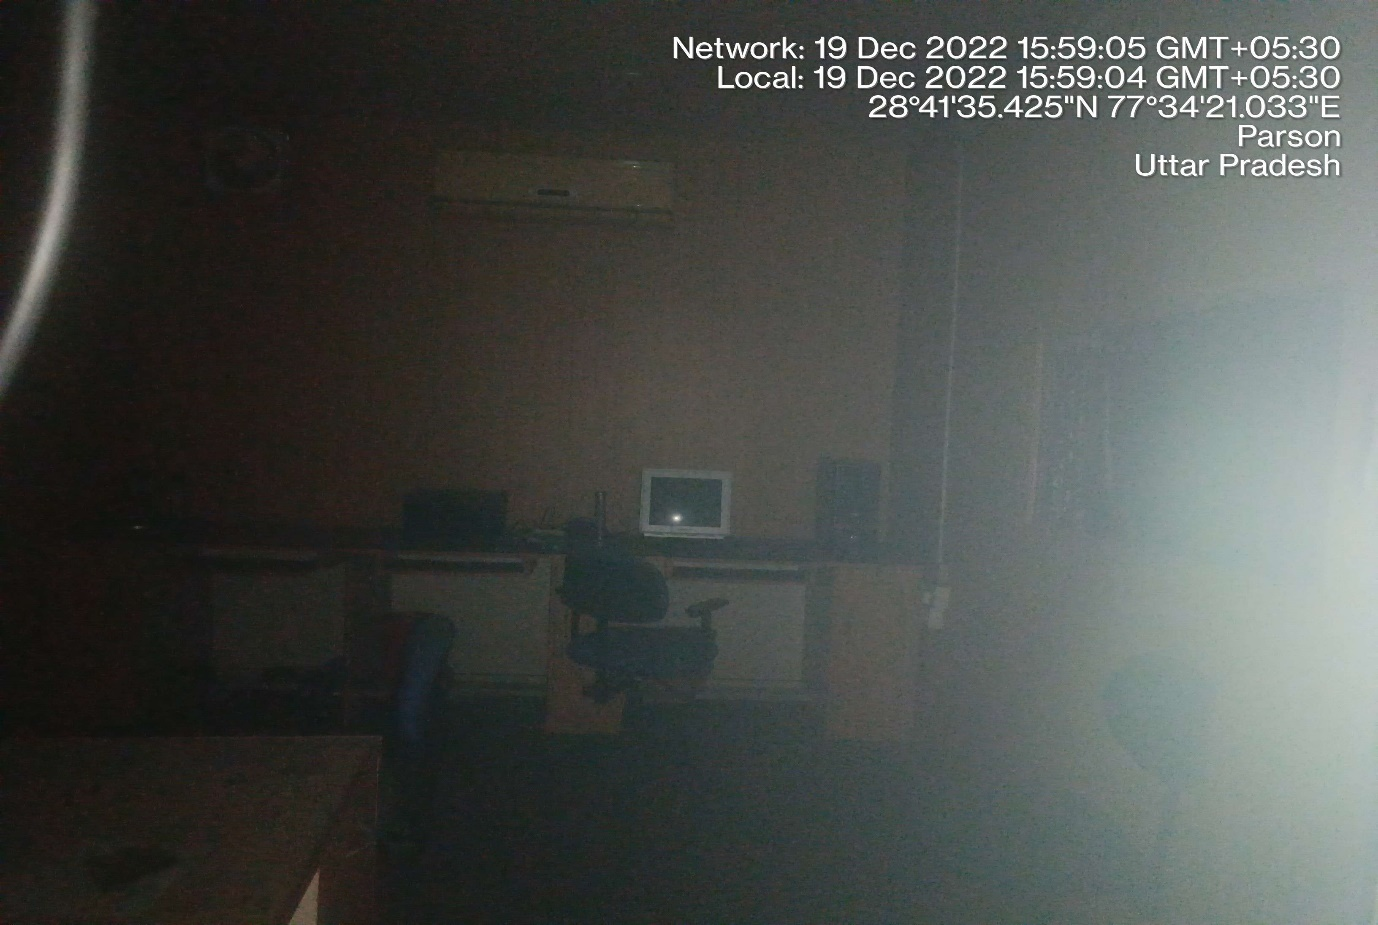 Network: 19 Dec 2022 15:59:05 GMT+05:30
Local: 19 Dec 2022 15:59:04 GMT+05:30
28°41'35.425"N 77°34'21.033"E
Parson
Uttar Pradesh